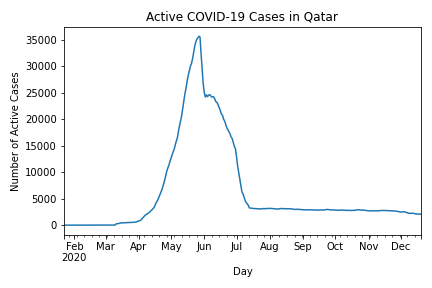 Active COVID-19 Cases in Qatar
Number of Active Cases
35000
30000
25000
20000
15000
10000
5000
0
Feb Mar Apr May Jun Jul Aug Sep Oct Nov Dec
2020
Day